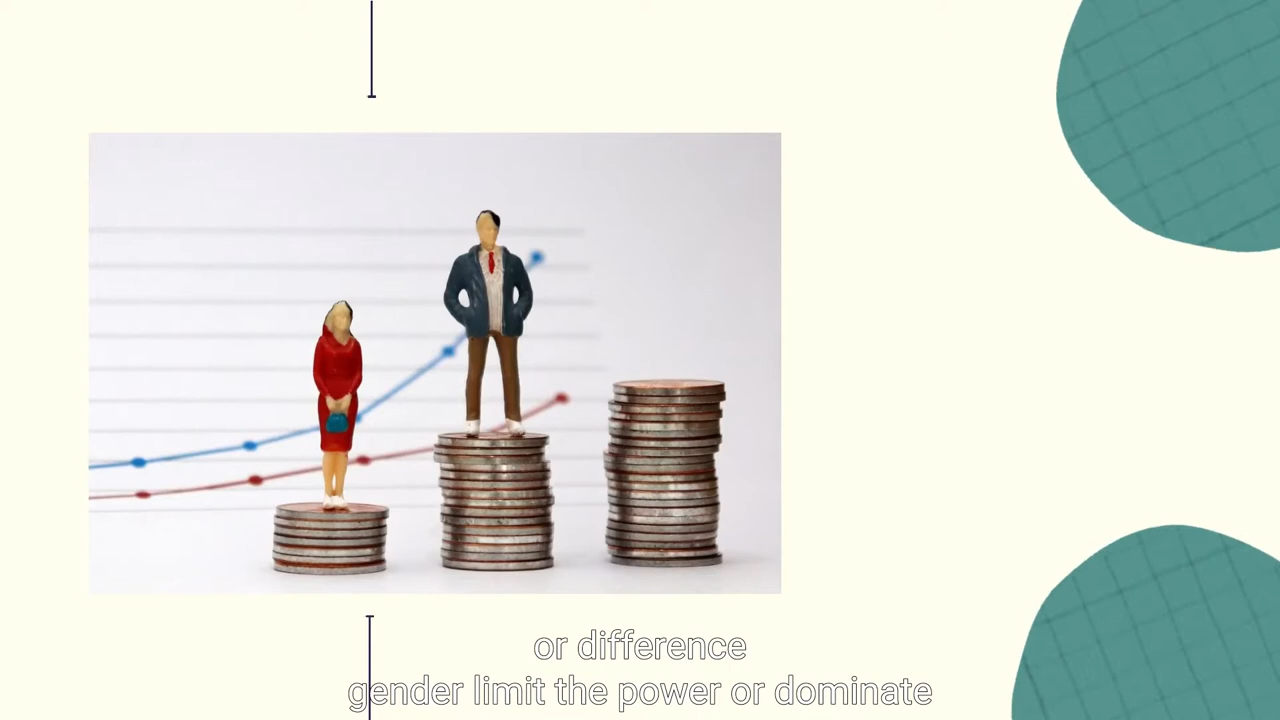 or difference
gender limit the power or dominate